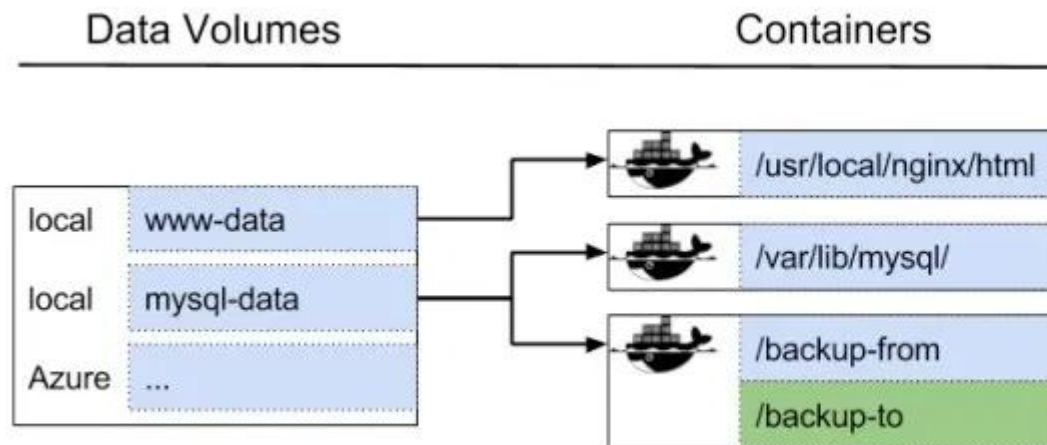 Data Volumes
Containers
/usr/local/nginx/html
local www-data
/var/lib/mysql/
local mysql-data
/backup-from
Azure ...
/backup-to